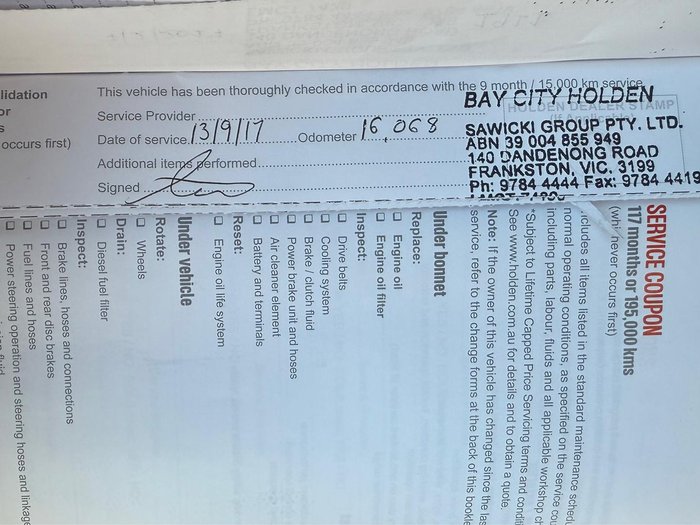 lidation
or
s
occurs first)
This vehicle has been thoroughly checked in accordance with the 9 month / 15,000 km service
Service Provider
Date of service 13/9/17 Odometer 16,068
Additional items performed
Signed
HOLDEN DEALER STAMP
BAY CITY HOLDEN
SAWICKI GROUP PTY. LTD.
ABN 39 004 855 949
140 DANDENONG ROAD
FRANKSTON, VIC. 3199
Ph: 9784 4444 Fax: 9784 4419
SERVICE COUPON
117 months or 195,000 kms
(whichever occurs first)
includes all items listed in the standard maintenance sched
normal operating conditions, as specified on the service cou
including parts, labour, fluids and all applicable workshop ch
*Subject to Lifetime Capped Price Servicing terms and condit
See www.holden.com.au for details and to obtain a quote.
Note: If the owner of this vehicle has changed since the las
service, refer to the change forms at the back of this bookle
Under bonnet
Replace:
Engine oil
Engine oil filter
Inspect:
Drive belts
Cooling system
Brake / clutch fluid
Power brake unit and hoses
Air cleaner element
Battery and terminals
Reset:
Engine oil life system
Under vehicle
Rotate:
Wheels
Drain:
Diesel fuel filter
Inspect:
Brake lines, hoses and connections
Front and rear disc brakes
Fuel lines and hoses
Power steering operation and steering hoses and linkage